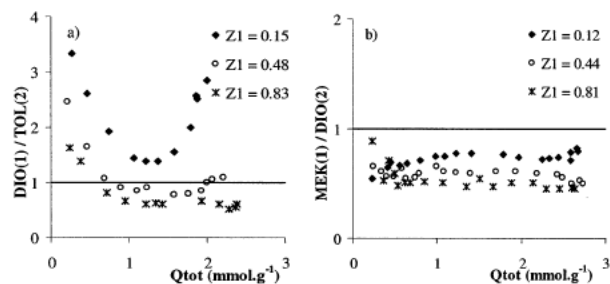 a)
◆ Z1 = 0.15
○ Z1 = 0.48
ж Z1 = 0.83
DIO(1) / TOL(2)
4
3
2
1
0
0 1 2 3
Qtot (mmol.g-1)
b)
◆ Z1 = 0.12
○ Z1 = 0.44
ж Z1 = 0.81
MEK(1) / DIO(2)
2
1
0
0 1 2 3
Qtot (mmol.g-1)